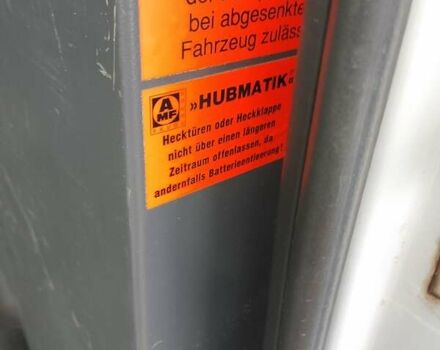 bei abgesenkte
Fahrzeug zuläss
AMF
»HUBMATIK«
Hecktüren oder Heckklappe
nicht über einen längeren
Zeitraum offenlassen, da
andernfalls Batterieentleerung!